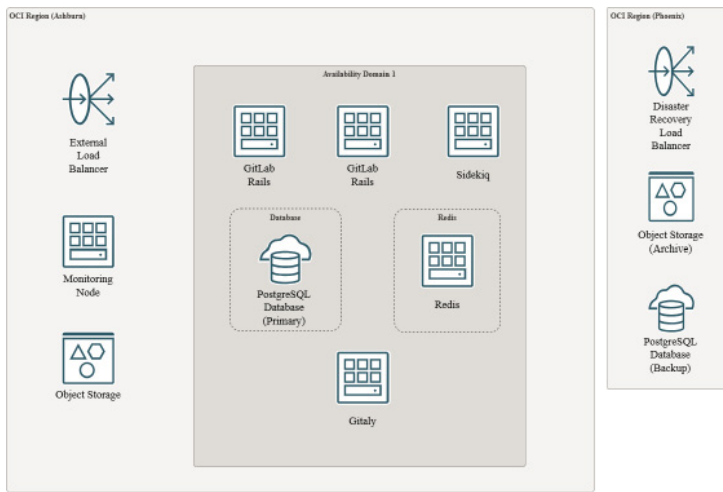 OCI Region (Ashburn)
External
Load
Balancer
Monitoring
Node
Object Storage
Availability Domain 1
GitLab
Rails
GitLab
Rails
Sidekiq
Database
PostgreSQL
Database
(Primary)
Redis
Redis
Gitaly
OCI Region (Phoenix)
Disaster
Recovery
Load
Balancer
Object Storage
(Archive)
PostgreSQL
Database
(Backup)